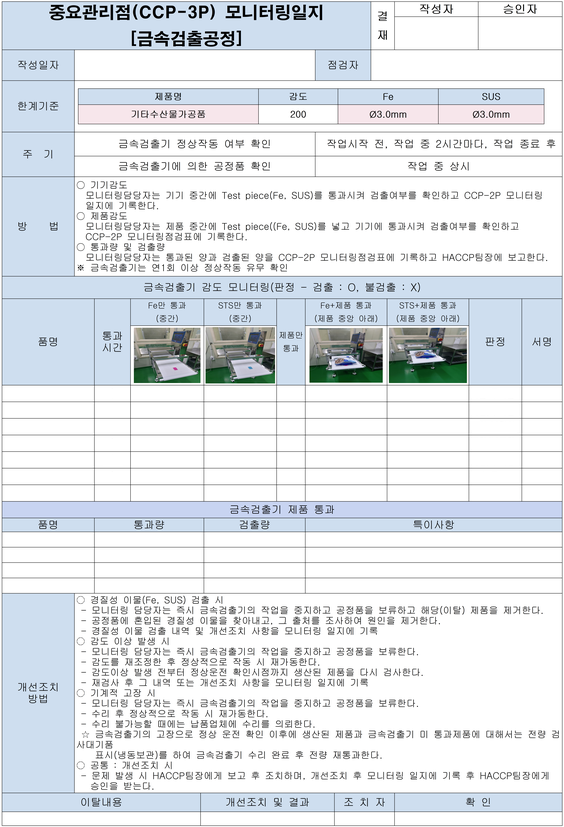 중요관리점(CCP-3P) 모니터링일지
[금속검출공정]
결재
작성자
승인자
작성일자
점검자
한계기준
제품명
감도
Fe
SUS
기타수산물가공품
200
Ø3.0mm
Ø3.0mm
주 기
금속검출기 정상작동 여부 확인
작업시작 전, 작업 중 2시간마다, 작업 종료 후
금속검출기에 의한 공정품 확인
작업 중 상시
방 법
○ 기기감도
모니터링담당자는 기기 중간에 Test piece(Fe, SUS)를 통과시켜 검출여부를 확인하고 CCP-2P 모니터링
일지에 기록한다.
○ 제품감도
모니터링담당자는 제품 중간에 Test piece((Fe, SUS)를 넣고 기기에 통과시켜 검출여부를 확인하고
CCP-2P 모니터링점검표에 기록한다.
○ 통과량 및 검출량
모니터링담당자는 통과된 양과 검출된 양을 CCP-2P 모니터링점검표에 기록하고 HACCP팀장에 보고한다.
※ 금속검출기는 연1회 이상 정상작동 유무 확인
금속검출기 감도 모니터링(판정 - 검출 : O, 불검출 : X)
품명
통과
시간
Fe만 통과
(중간)
STS만 통과
(중간)
제품만
통과
Fe+제품 통과
(제품 중앙 아래)
STS+제품 통과
(제품 중앙 아래)
판정
서명
금속검출기 제품 통과
품명
통과량
검출량
특이사항
개선조치
방법
○ 경질성 이물(Fe, SUS) 검출 시
- 모니터링 담당자는 즉시 금속검출기의 작업을 중지하고 공정품을 보류하고 해당(이탈) 제품을 제거한다.
- 공정품에 혼입된 경질성 이물을 찾아내고, 그 출처를 조사하여 원인을 제거한다.
- 경질성 이물 검출 내역 및 개선조치 사항을 모니터링 일지에 기록
○ 감도 이상 발생 시
- 모니터링 담당자는 즉시 금속검출기의 작업을 중지하고 공정품을 보류한다.
- 감도를 재조정한 후 정상적으로 작동 시 재가동한다.
- 감도이상 발생 전부터 정상운전 확인시점까지 생산된 제품을 다시 검사한다.
- 재검사 후 그 내역 또는 개선조치 사항을 모니터링 일지에 기록
○ 기계적 고장 시
- 모니터링 담당자는 즉시 금속검출기의 작업을 중지하고 공정품을 보류한다.
- 수리 후 정상적으로 작동 시 재가동한다.
- 수리 불가능할 때에는 납품업체에 수리를 의뢰한다.
☆ 금속검출기의 고장으로 정상 운전 확인 이후에 생산된 제품과 금속검출기 미 통과제품에 대해서는 전량 검
사대기품
표시(냉동보관)를 하여 금속검출기 수리 완료 후 전량 재통과한다.
○ 공통 : 개선조치 시
- 문제 발생 시 HACCP팀장에게 보고 후 조치하며, 개선조치 후 모니터링 일지에 기록 후 HACCP팀장에게
승인을 받는다.
이탈내용
개선조치 및 결과
조 치 자
확 인